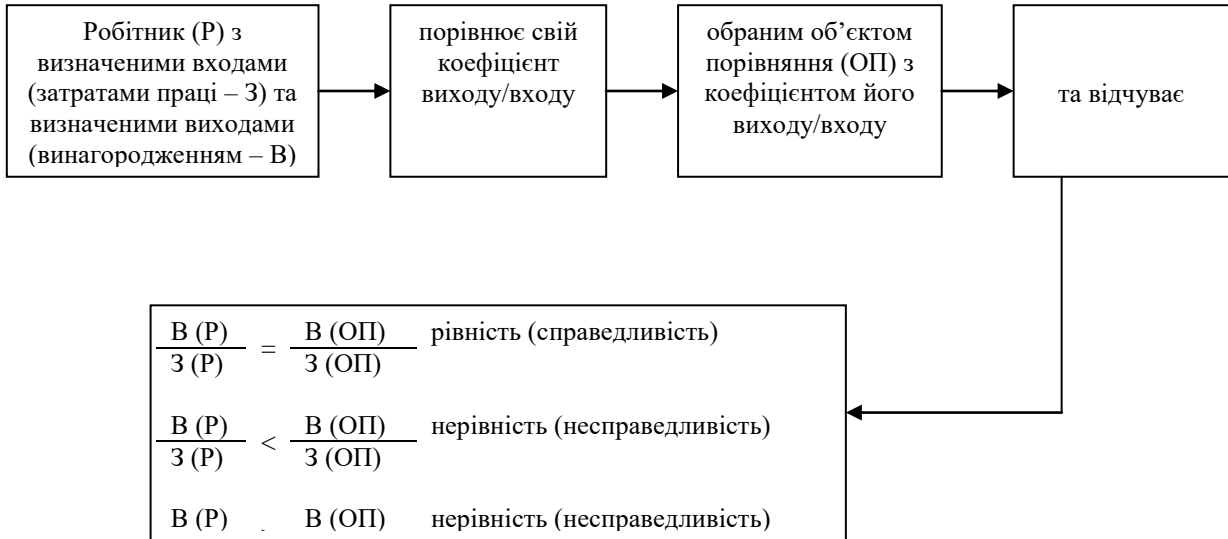 Робітник (Р) з
визначеними входами
(затратами праці – З) та
визначеними виходами
(винагородженням – В)
порівнює свій
коефіцієнт
виходу/входу
обраним об’єктом
порівняння (ОП) з
коефіцієнтом його
виходу/входу
та відчуває
В (Р) = В (ОП) рівність (справедливість)
З (Р) З (ОП)
В (Р) < В (ОП) нерівність (несправедливість)
З (Р) З (ОП)
В (Р) В (ОП) нерівність (несправедливість)